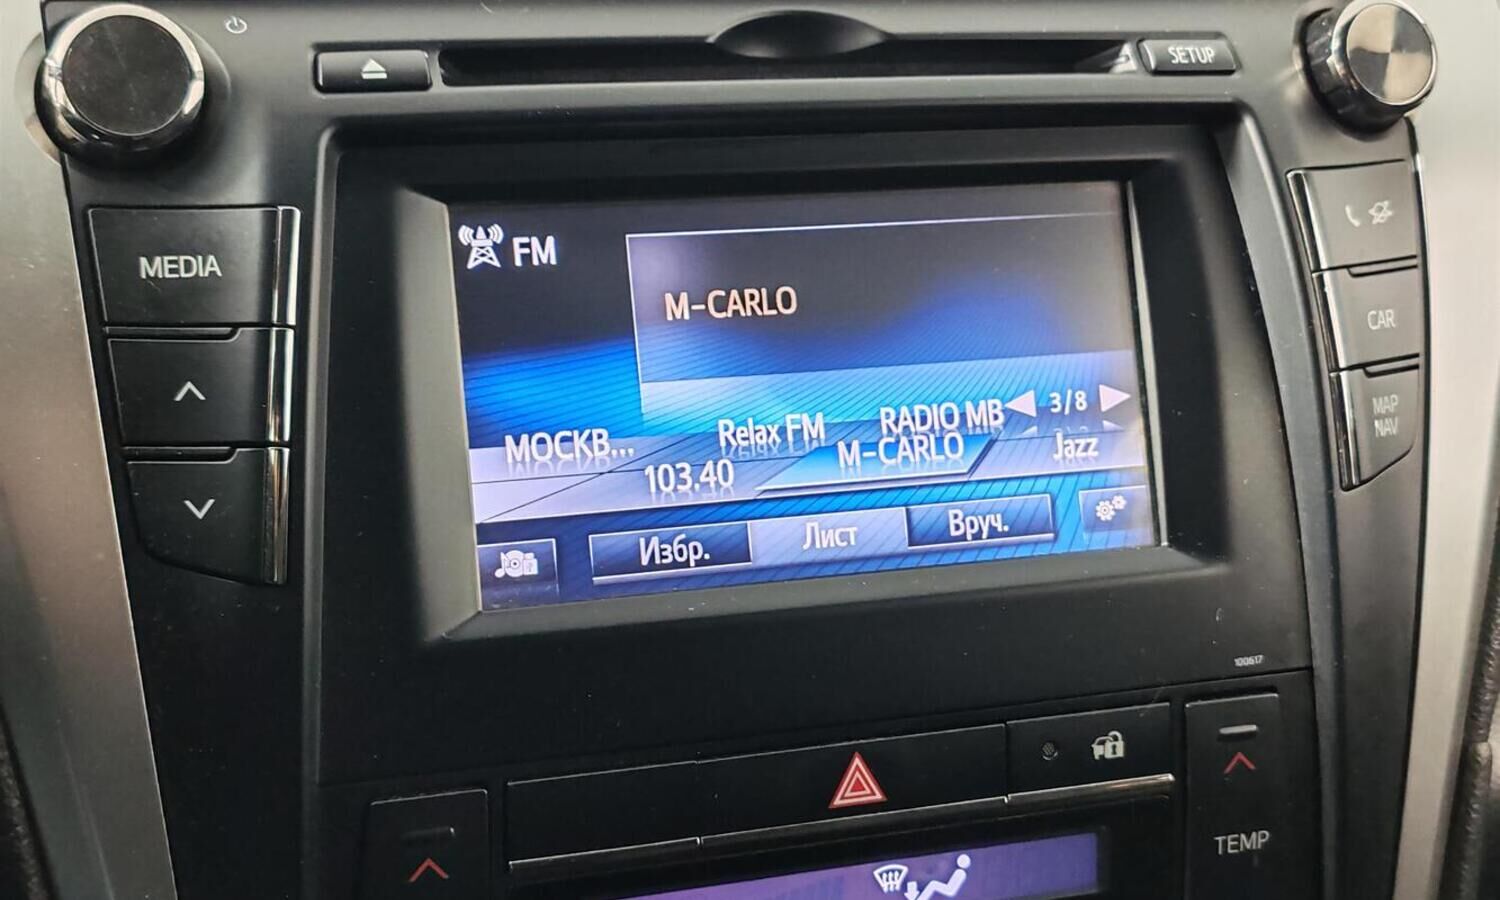 SETUP
MEDIA
FM
M-CARLO
CAR
MAP
NAV
3/8
МОСКВ...
Relax FM
RADIO MB
103.40
M-CARLO
Jazz
Избр.
Лист
Вруч.
100617
TEMP